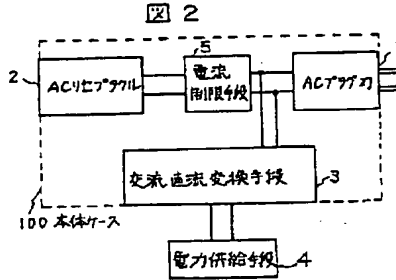 図 2
5
2
ACリセプタクル
電流
制限手段
ACプラグ刃
交流直流変換手段
3
100 本体ケース
電力供給手段
4